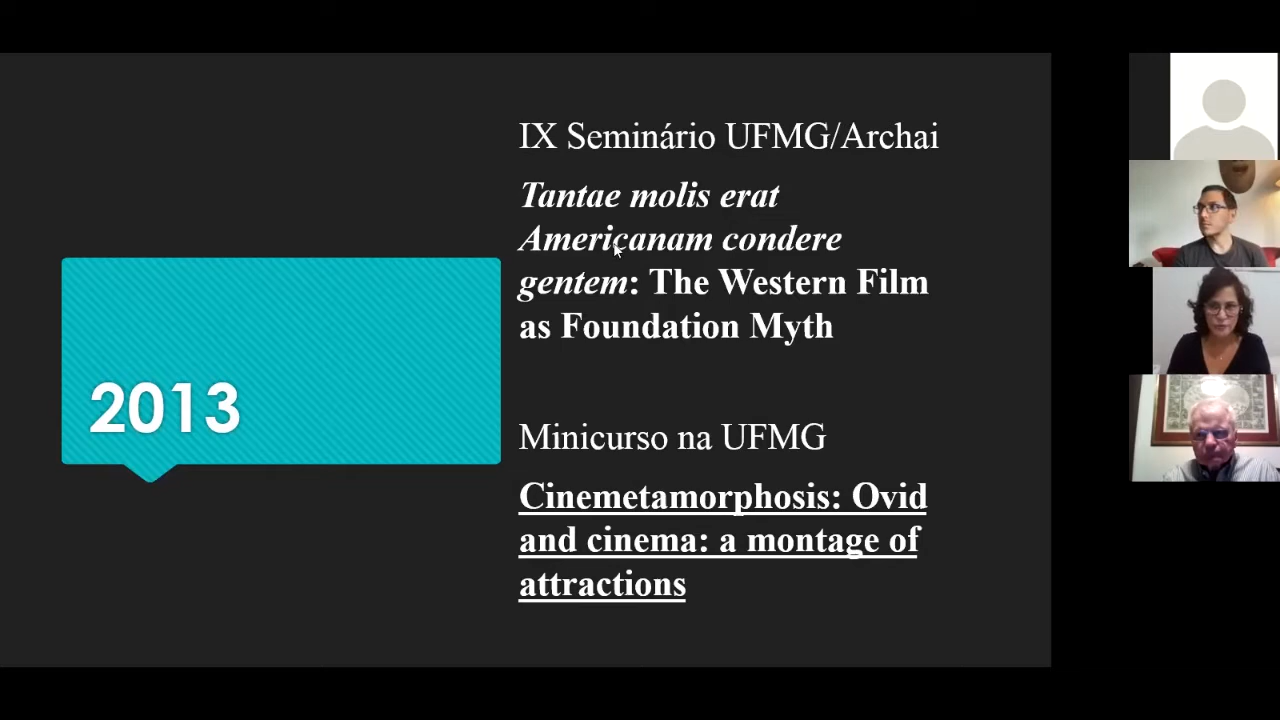 2013
IX Seminário UFMG/Archai
Tantae molis erat
Americanam condere
gentem: The Western Film
as Foundation Myth
Minicurso na UFMG
Cinemetamorphosis: Ovid
and cinema: a montage of
attractions